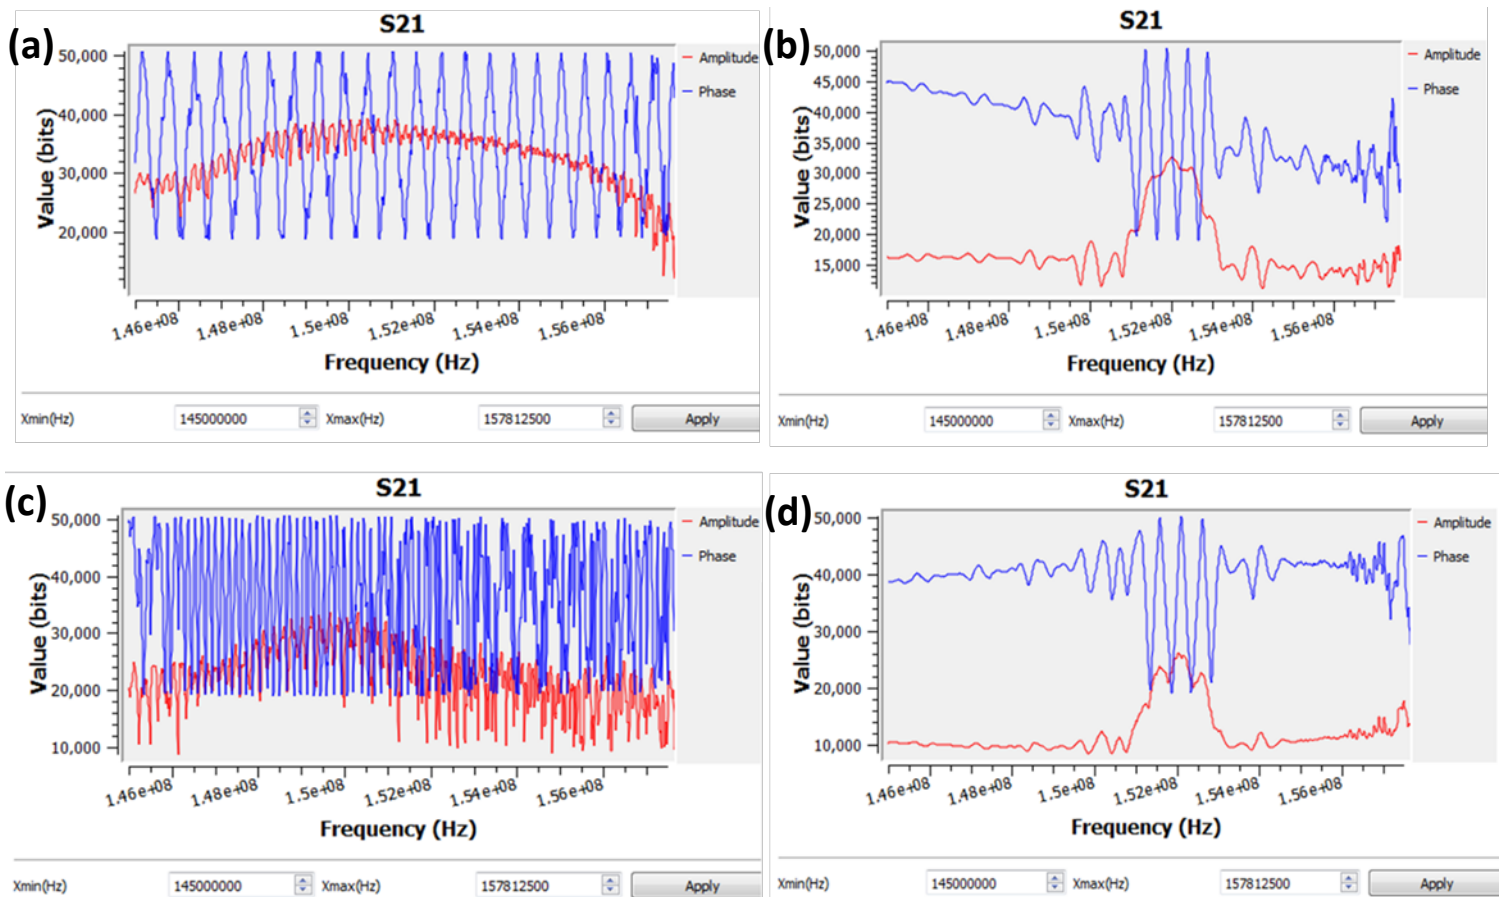 (a)
S21
50,000
40,000
30,000
20,000
Value (bits)
Amplitude
Phase
1.46e+08
1.48e+08
1.5e+08
1.52e+08
1.54e+08
1.56e+08
Frequency (Hz)
Xmin(Hz) 145000000 Xmax(Hz) 157812500 Apply
(b)
S21
50,000
45,000
40,000
35,000
30,000
25,000
20,000
15,000
Value (bits)
Amplitude
Phase
1.46e+08
1.48e+08
1.5e+08
1.52e+08
1.54e+08
1.56e+08
Frequency (Hz)
Xmin(Hz) 145000000 Xmax(Hz) 157812500 Apply
(c)
S21
50,000
40,000
30,000
20,000
10,000
Value (bits)
Amplitude
Phase
1.46e+08
1.48e+08
1.5e+08
1.52e+08
1.54e+08
1.56e+08
Frequency (Hz)
Xmin(Hz) 145000000 Xmax(Hz) 157812500 Apply
(d)
S21
50,000
40,000
30,000
20,000
10,000
Value (bits)
Amplitude
Phase
1.46e+08
1.48e+08
1.5e+08
1.52e+08
1.54e+08
1.56e+08
Frequency (Hz)
Xmin(Hz) 145000000 Xmax(Hz) 157812500 Apply